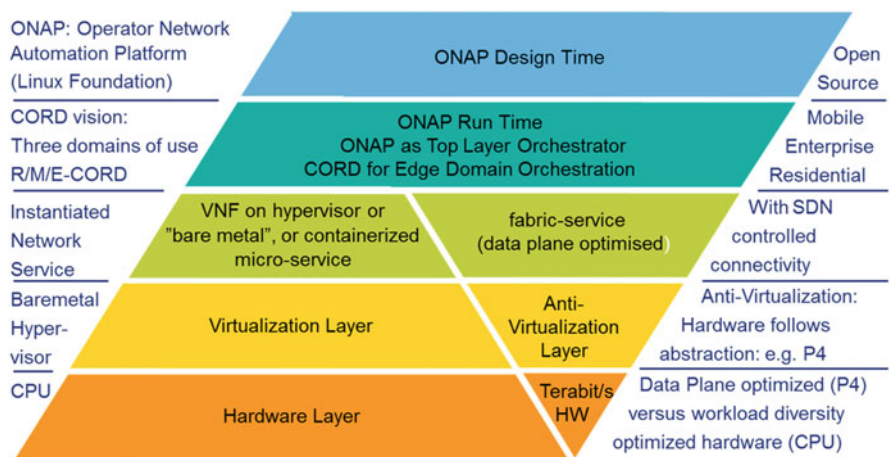 ONAP: Operator Network
Automation Platform
(Linux Foundation)
ONAP Design Time
Open
Source
CORD vision:
Three domains of use
R/M/E-CORD
ONAP Run Time
ONAP as Top Layer Orchestrator
CORD for Edge Domain Orchestration
Mobile
Enterprise
Residential
Instantiated
Network
Service
VNF on hypervisor or
”bare metal”, or containerized
micro-service
fabric-service
(data plane optimised)
With SDN
controlled
connectivity
Baremetal
Hyper-
visor
Virtualization Layer
Anti-
Virtualization
Layer
Anti-Virtualization:
Hardware follows
abstraction: e.g. P4
CPU
Hardware Layer
Terabit/s
HW
Data Plane optimized (P4)
versus workload diversity
optimized hardware (CPU)